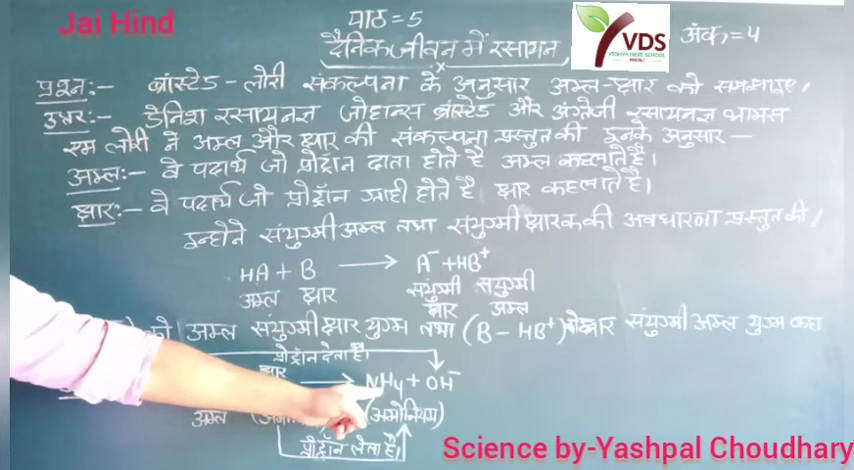 Jai Hind
पाठ = 5
VDS
अंक = 4
दैनिक जीवन में रसायन
प्रश्न:- ब्रांस्टेड - लोरी संकल्पना के अनुसार अम्ल-क्षार को समझाइए।
उत्तर:- डेनिश रसायनज्ञ जोहान्स ब्रांस्टेड और अंग्रेजी रसायनज्ञ थामस
एम लोरी ने अम्ल और क्षार की संकल्पना प्रस्तुत की इनके अनुसार -
अम्ल:- वे पदार्थ जो प्रोट्रॉन दाता होते है अम्ल कहलाते है।
क्षार:- वे पदार्थ जो प्रोट्रॉन ग्राही होते है क्षार कहलाते है।
इन्होने संयुग्मी अम्ल तथा संयुग्मी क्षारक की अवधारणा प्रस्तुत की।
HA + B ⟶ A⁻ + HB⁺
अम्ल क्षार संयुग्मी संयुग्मी
क्षार अम्ल
को अम्ल संयुग्मी क्षार युग्म तथा (B - HB⁺) को क्षार संयुग्मी अम्ल युग्म कहा
प्रोट्रॉन देता है।
क्षार ⟶ NH₄ + OH⁻
अम्ल (अमोनियम)
प्रोट्रॉन लेता है।
Science by-Yashpal Choudhary